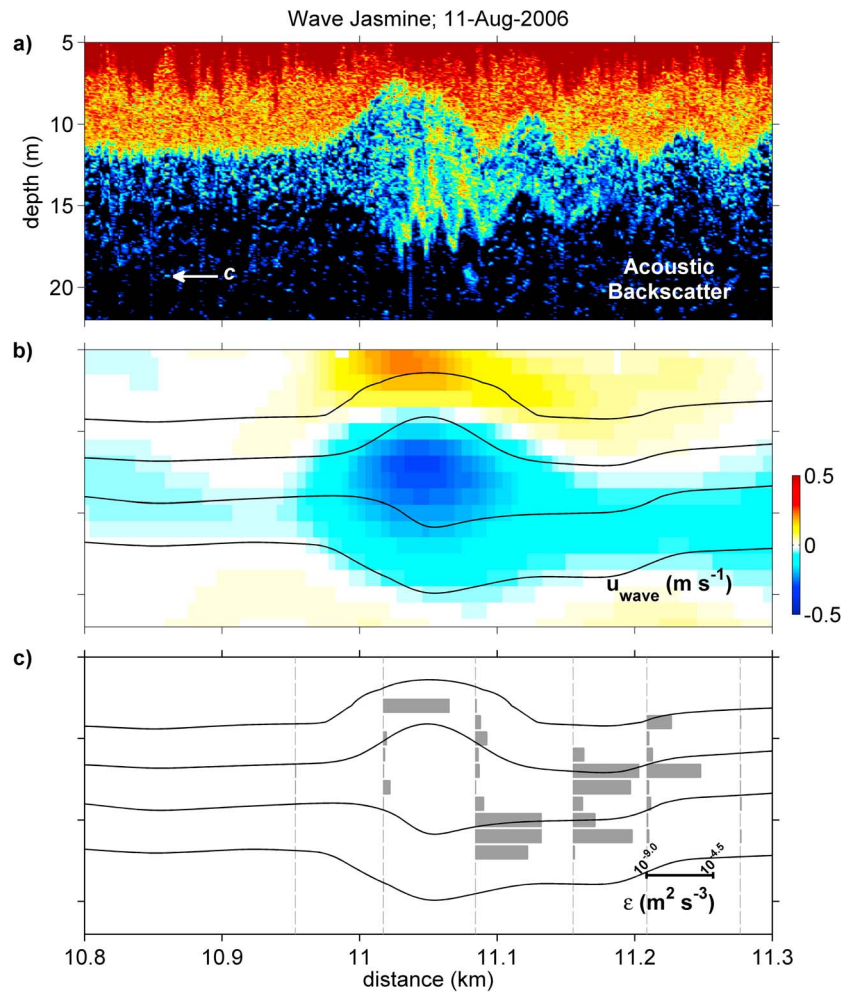 Wave Jasmine; 11-Aug-2006
a)
5
10
15
20
depth (m)
c
Acoustic
Backscatter
b)
0.5
0
-0.5
u_wave (m s⁻¹)
c)
10⁻⁹·⁰
10⁻⁴·⁵
ε (m² s⁻³)
10.8
10.9
11
11.1
11.2
11.3
distance (km)